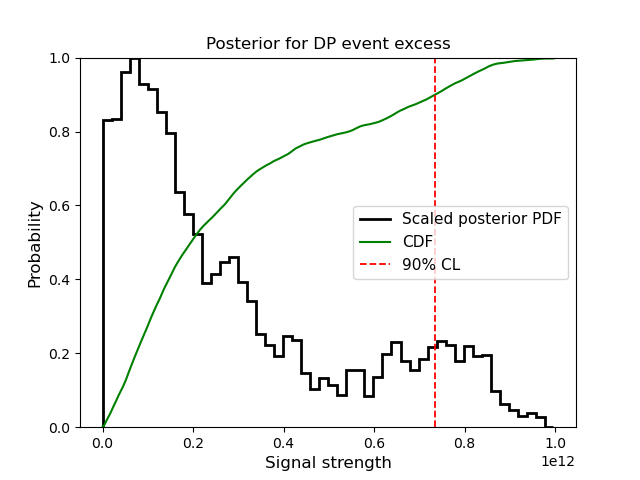 Posterior for DP event excess
Probability
1.0
0.8
0.6
0.4
0.2
0.0
Scaled posterior PDF
CDF
90% CL
0.0 0.2 0.4 0.6 0.8 1.0
1e12
Signal strength